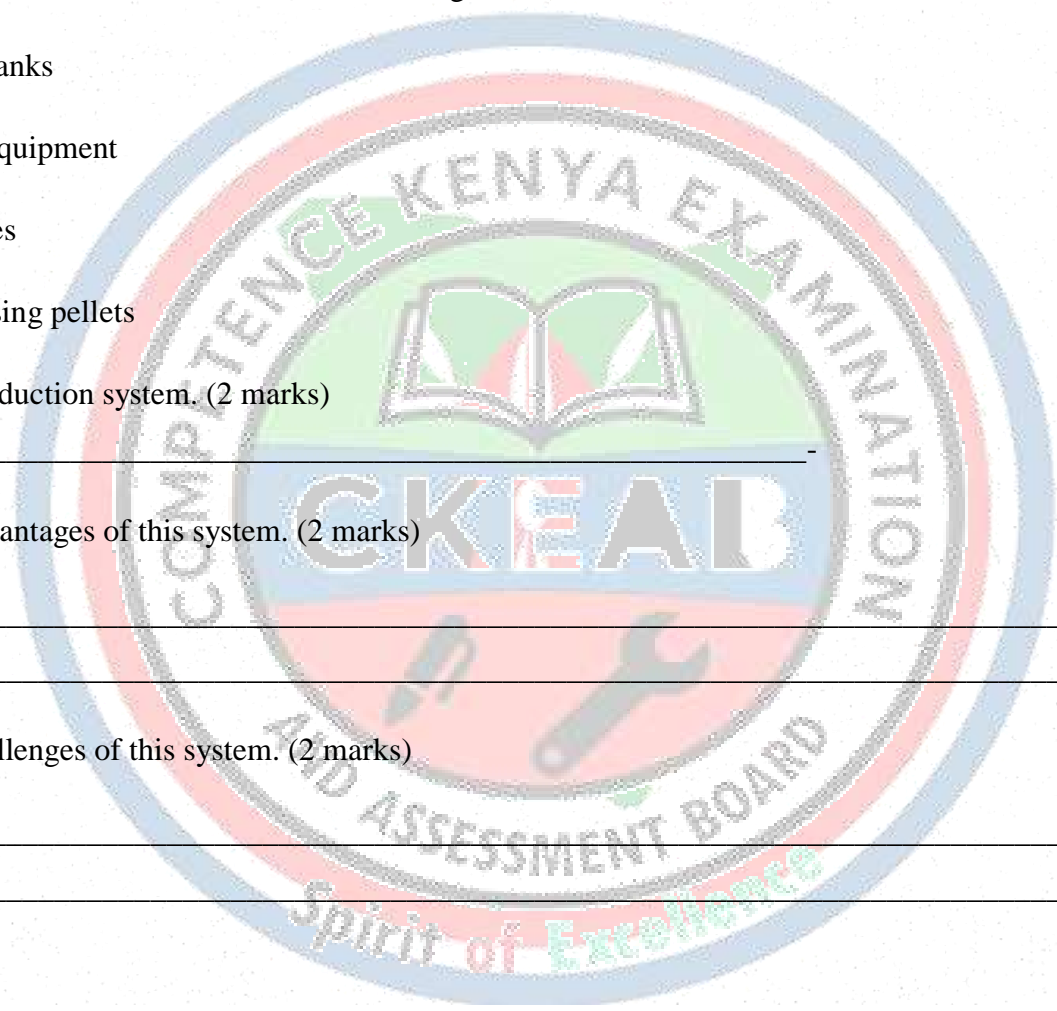 anks
quipment
es
sing pellets
duction system. (2 marks)
antages of this system. (2 marks)
llenges of this system. (2 marks)
COMPETENCE KENYA EXAMINATION
AND ASSESSMENT BOARD
CKEAB
Spirit of Excellence